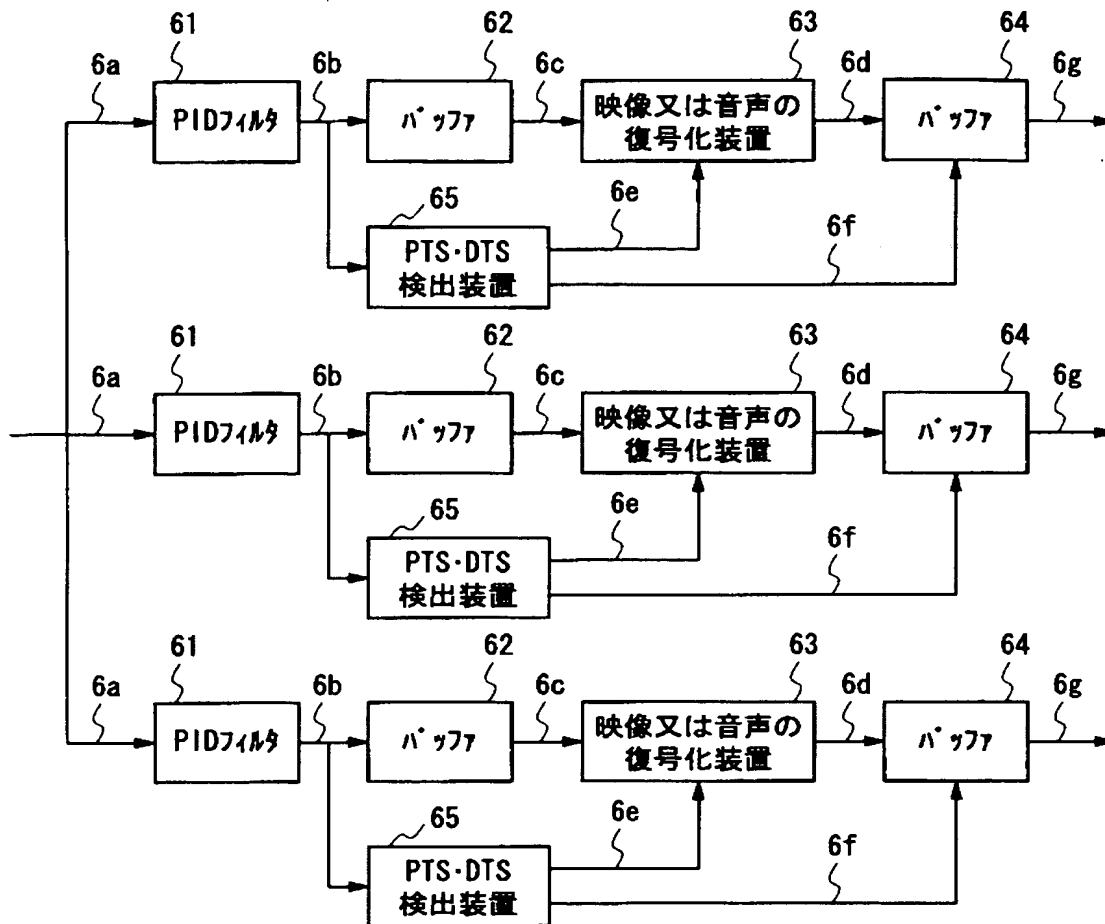 61
62
63
64
6a
6b
6c
6d
6g
PIDフィルタ
バッファ
映像又は音声の
復号化装置
バッファ
65
6e
6f
PTS・DTS
検出装置
61
62
63
64
6a
6b
6c
6d
6g
PIDフィルタ
バッファ
映像又は音声の
復号化装置
バッファ
65
6e
6f
PTS・DTS
検出装置
61
62
63
64
6a
6b
6c
6d
6g
PIDフィルタ
バッファ
映像又は音声の
復号化装置
バッファ
65
6e
6f
PTS・DTS
検出装置